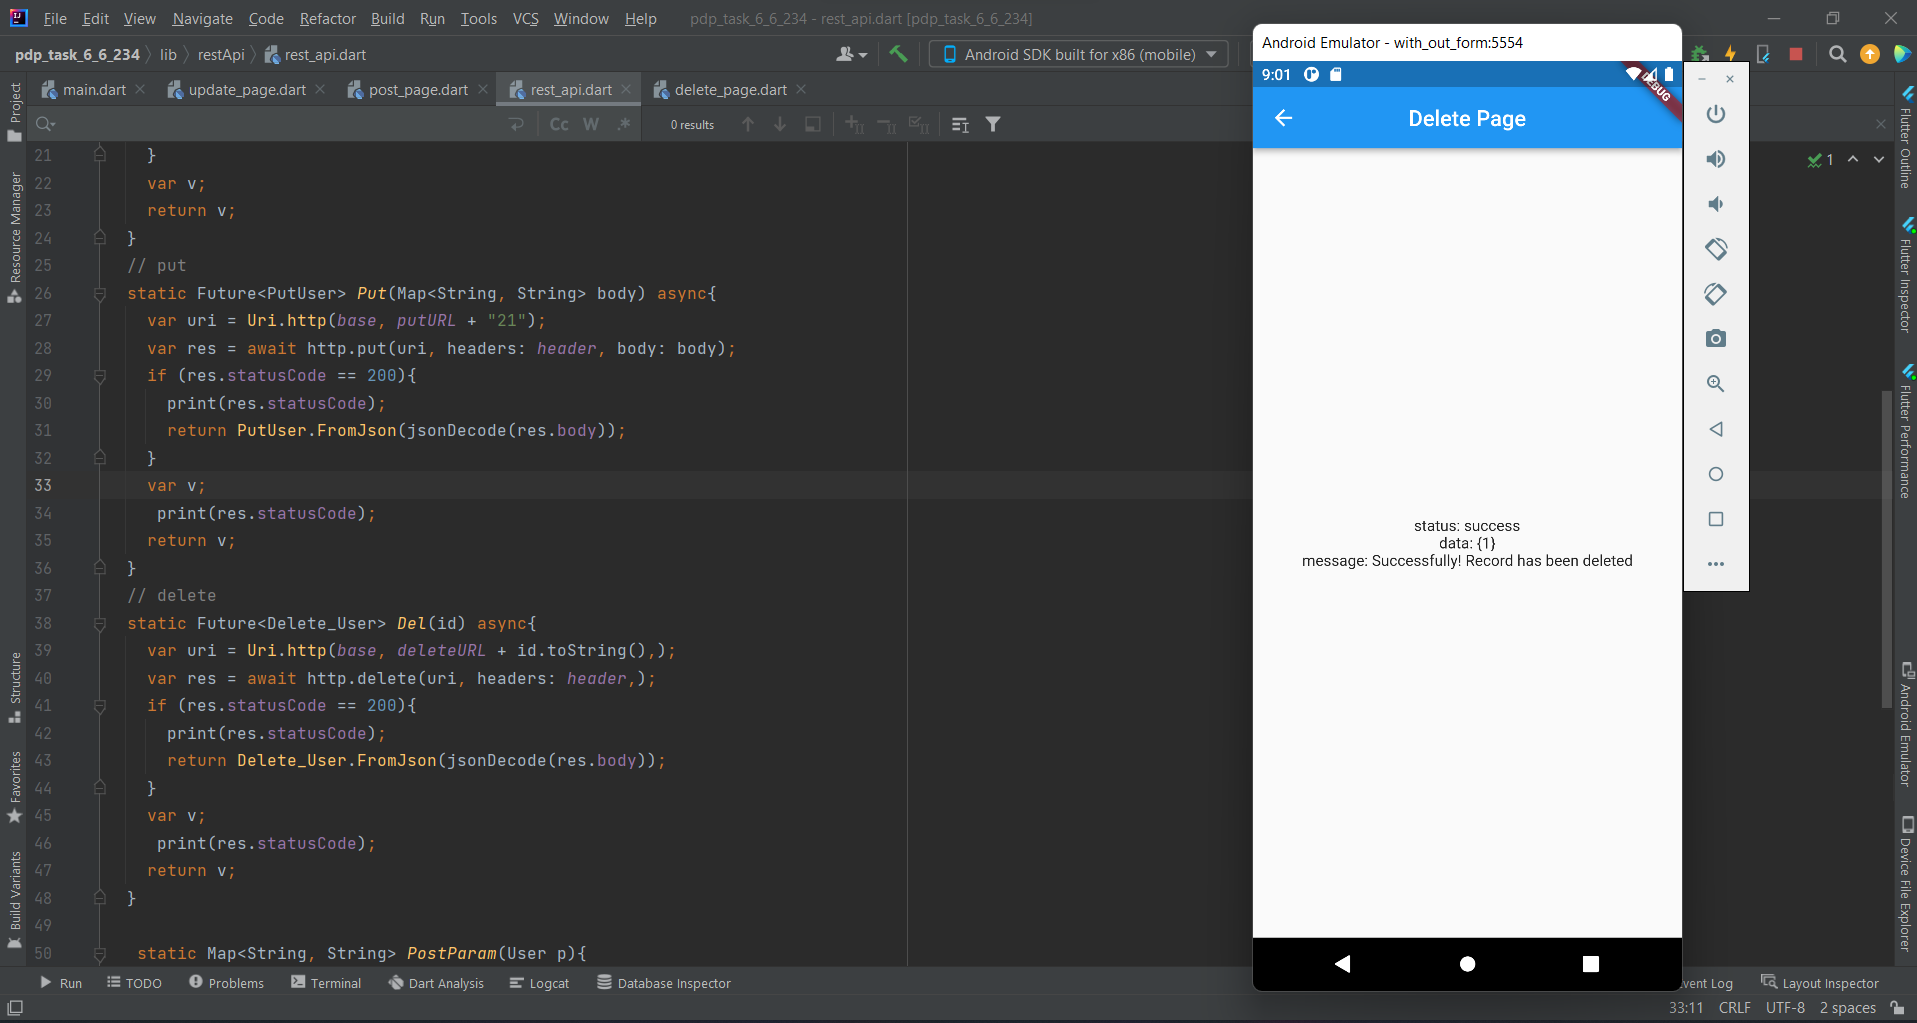 File Edit View Navigate Code Refactor Build Run Tools VCS Window Help pdp_task_6_6_234 - rest_api.dart [pdp_task_6_6_234]
pdp_task_6_6_234 lib restApi rest_api.dart Android SDK built for x86 (mobile)
main.dart update_page.dart post_page.dart rest_api.dart delete_page.dart
Cc W .* 0 results
21 }
22 var v;
23 return v;
24 }
25 // put
26 static Future<PutUser> Put(Map<String, String> body) async{
27 var uri = Uri.http(base, putURL + "21");
28 var res = await http.put(uri, headers: header, body: body);
29 if (res.statusCode == 200){
30 print(res.statusCode);
31 return PutUser.FromJson(jsonDecode(res.body));
32 }
33 var v;
34 print(res.statusCode);
35 return v;
36 }
37 // delete
38 static Future<Delete_User> Del(id) async{
39 var uri = Uri.http(base, deleteURL + id.toString(),);
40 var res = await http.delete(uri, headers: header,);
41 if (res.statusCode == 200){
42 print(res.statusCode);
43 return Delete_User.FromJson(jsonDecode(res.body));
44 }
45 var v;
46 print(res.statusCode);
47 return v;
48 }
49
50 static Map<String, String> PostParam(User p){
Project
Resource Manager
Structure
Favorites
Build Variants
Android Emulator - with_out_form:5554
9:01
Delete Page
status: success
data: {1}
message: Successfully! Record has been deleted
1
Flutter Outline
Flutter Inspector
Flutter Performance
Android Emulator
Device File Explorer
Run TODO Problems Terminal Dart Analysis Logcat Database Inspector Log Layout Inspector
33:11 CRLF UTF-8 2 spaces